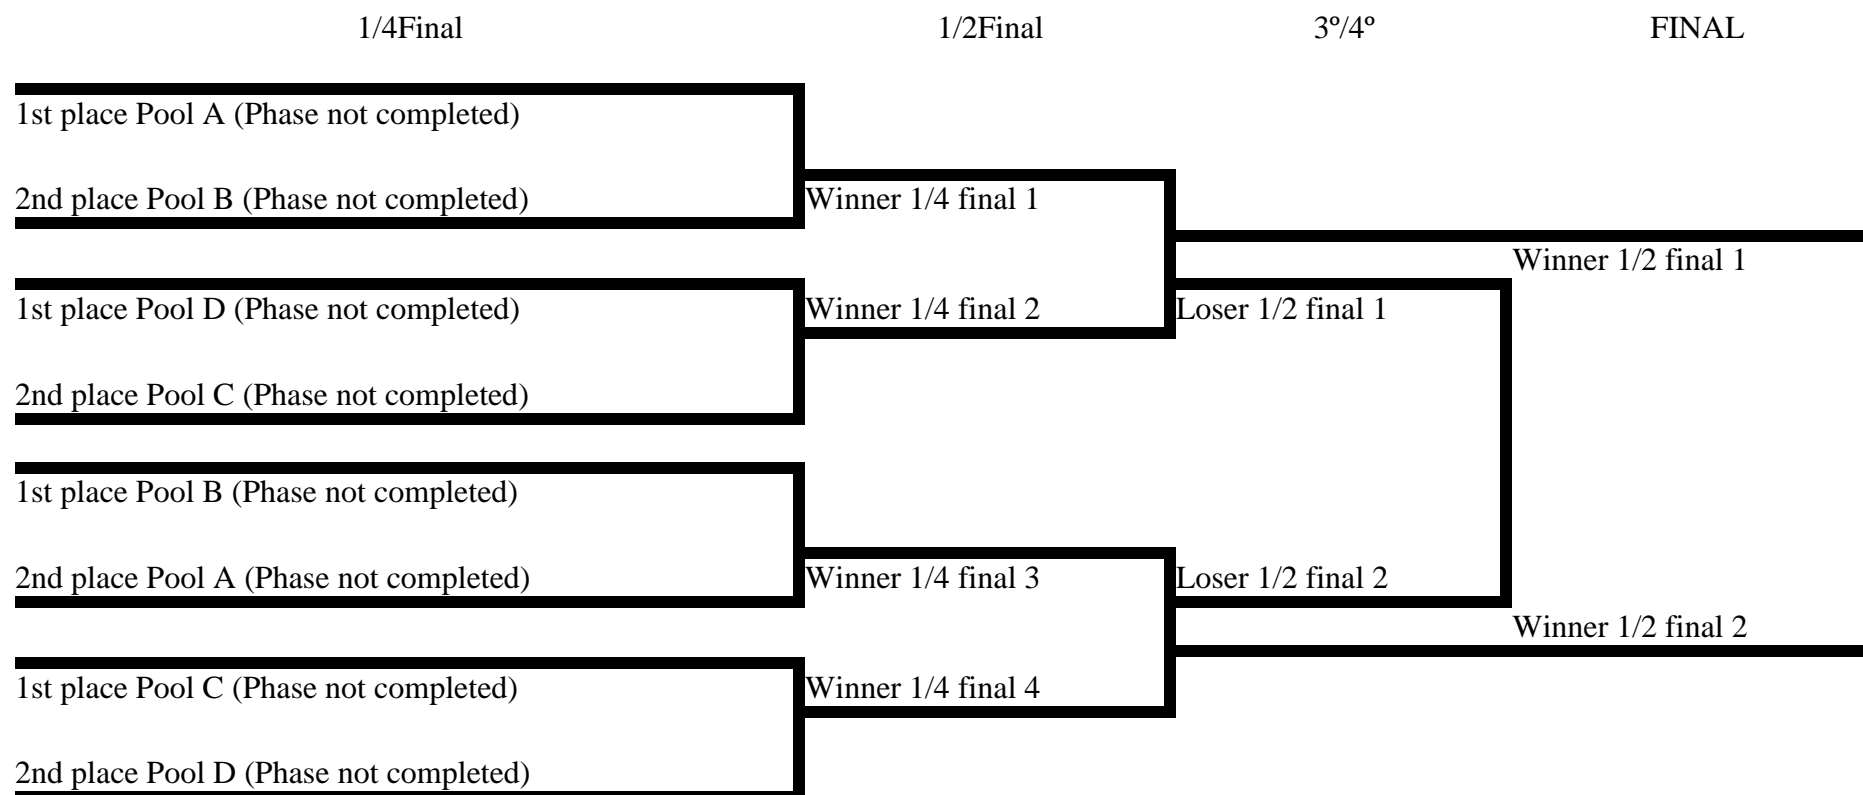 1/4Final 1/2Final 3º/4º FINAL
1st place Pool A (Phase not completed)
2nd place Pool B (Phase not completed) Winner 1/4 final 1
Winner 1/2 final 1
1st place Pool D (Phase not completed) Winner 1/4 final 2 Loser 1/2 final 1
2nd place Pool C (Phase not completed)
1st place Pool B (Phase not completed)
2nd place Pool A (Phase not completed) Winner 1/4 final 3 Loser 1/2 final 2
Winner 1/2 final 2
1st place Pool C (Phase not completed) Winner 1/4 final 4
2nd place Pool D (Phase not completed)